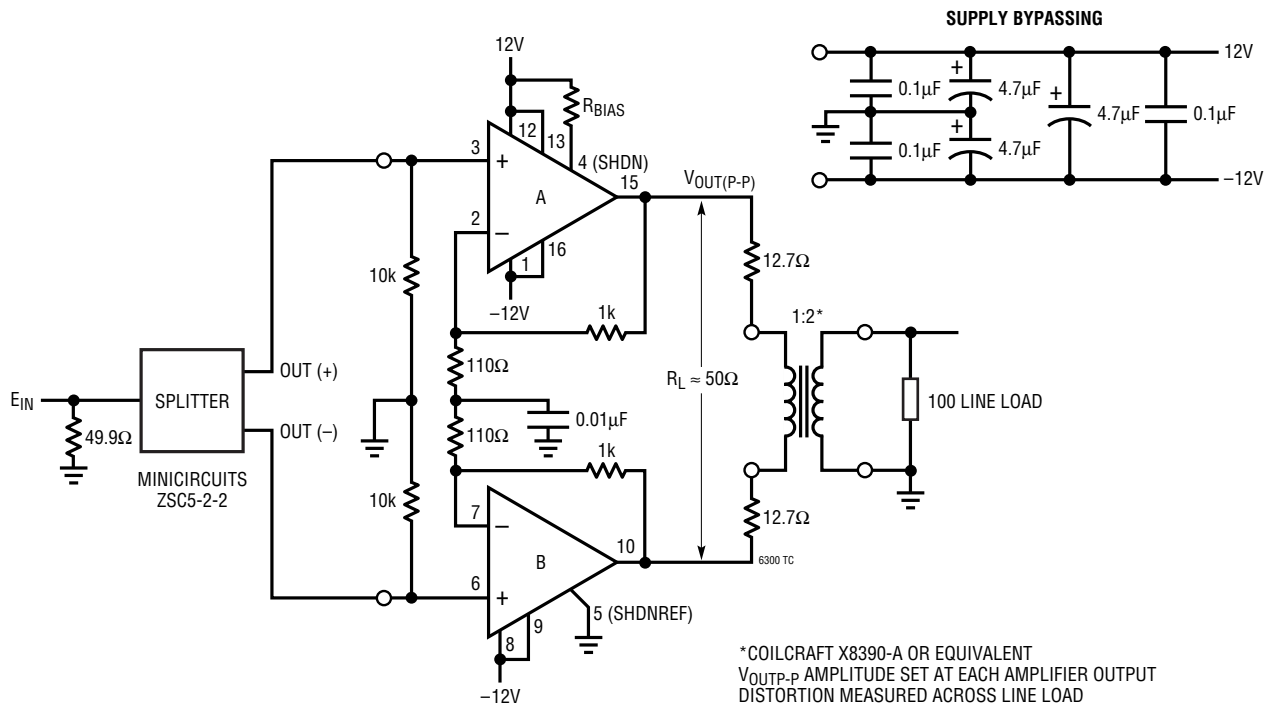 SUPPLY BYPASSING
12V
12V
+
0.1µF
4.7µF
+
4.7µF
0.1µF
+
0.1µF
4.7µF
–12V
RBIAS
12
13
3
+
4 (SHDN)
15
VOUT(P-P)
A
2
–
16
1
–12V
12.7Ω
10k
1k
1:2*
110Ω
OUT (+)
RL ≈ 50Ω
EIN
SPLITTER
100 LINE LOAD
0.01µF
49.9Ω
OUT (–)
110Ω
1k
MINICIRCUITS
ZSC5-2-2
10k
12.7Ω
7
–
10
B
6300 TC
6
+
5 (SHDNREF)
9
8
–12V
*COILCRAFT X8390-A OR EQUIVALENT
VOUTP-P AMPLITUDE SET AT EACH AMPLIFIER OUTPUT
DISTORTION MEASURED ACROSS LINE LOAD